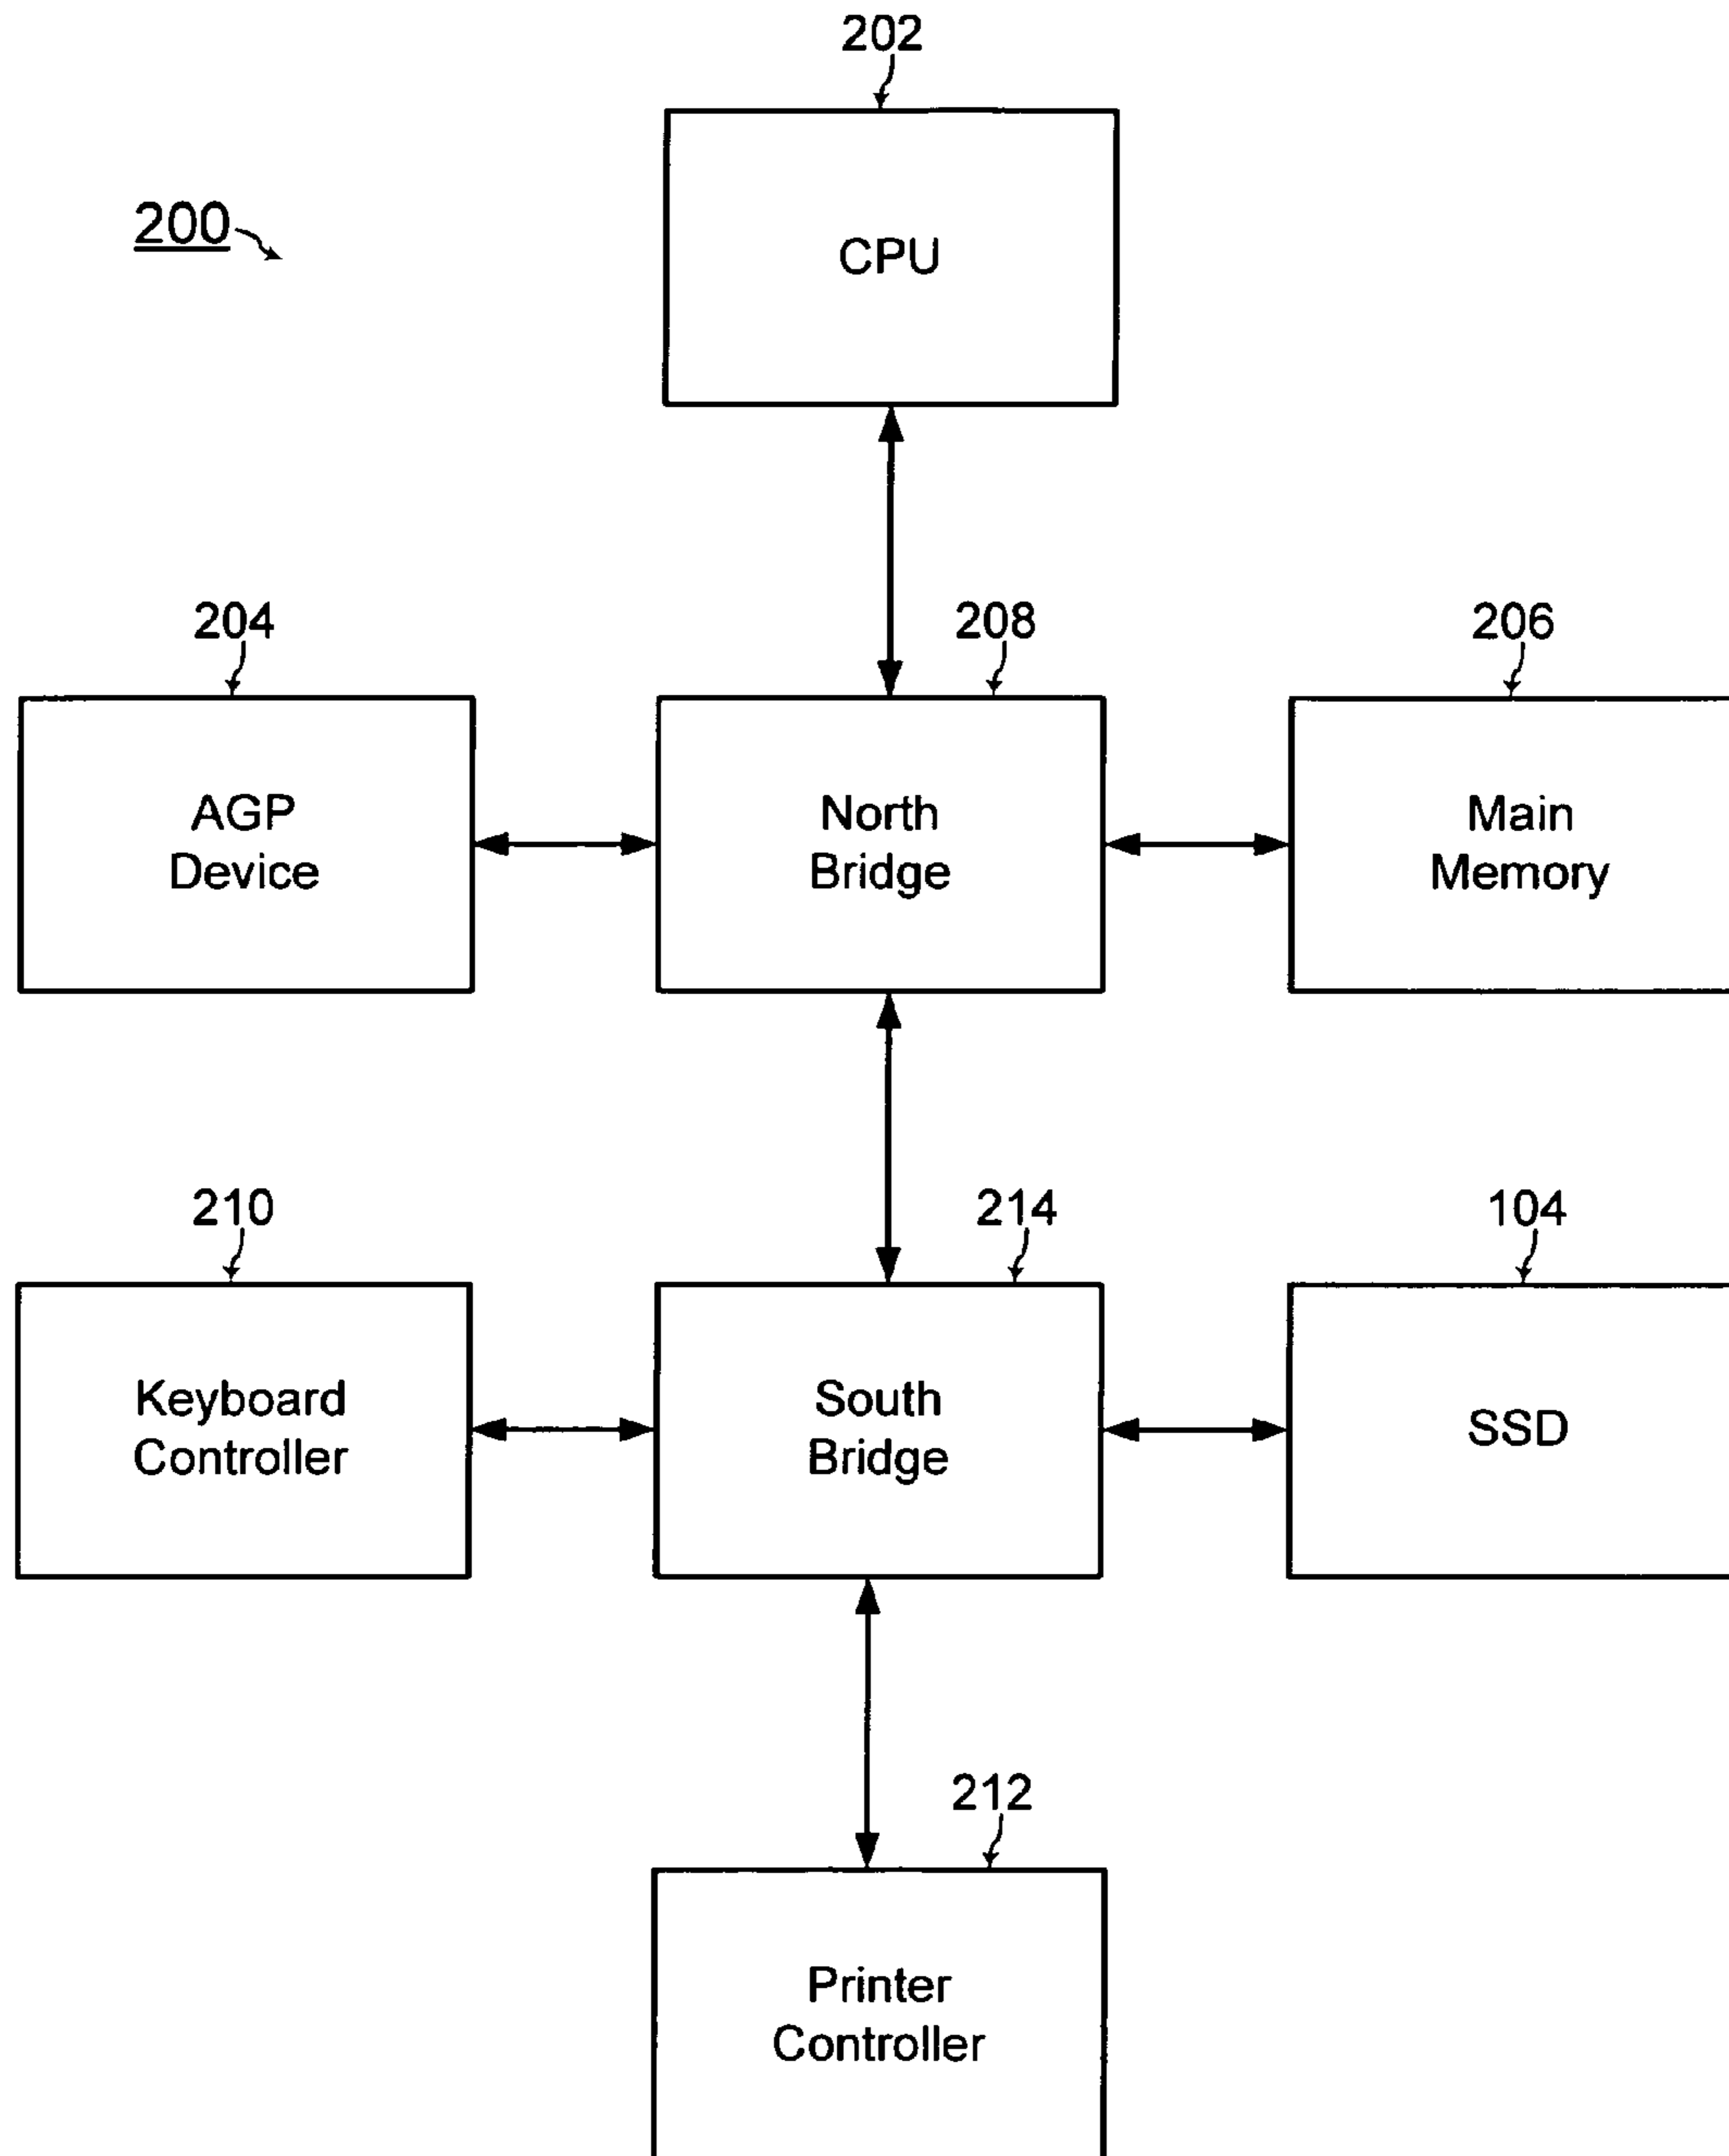 202
200
CPU
204
208
206
AGP
Device
North
Bridge
Main
Memory
210
214
104
Keyboard
Controller
South
Bridge
SSD
212
Printer
Controller